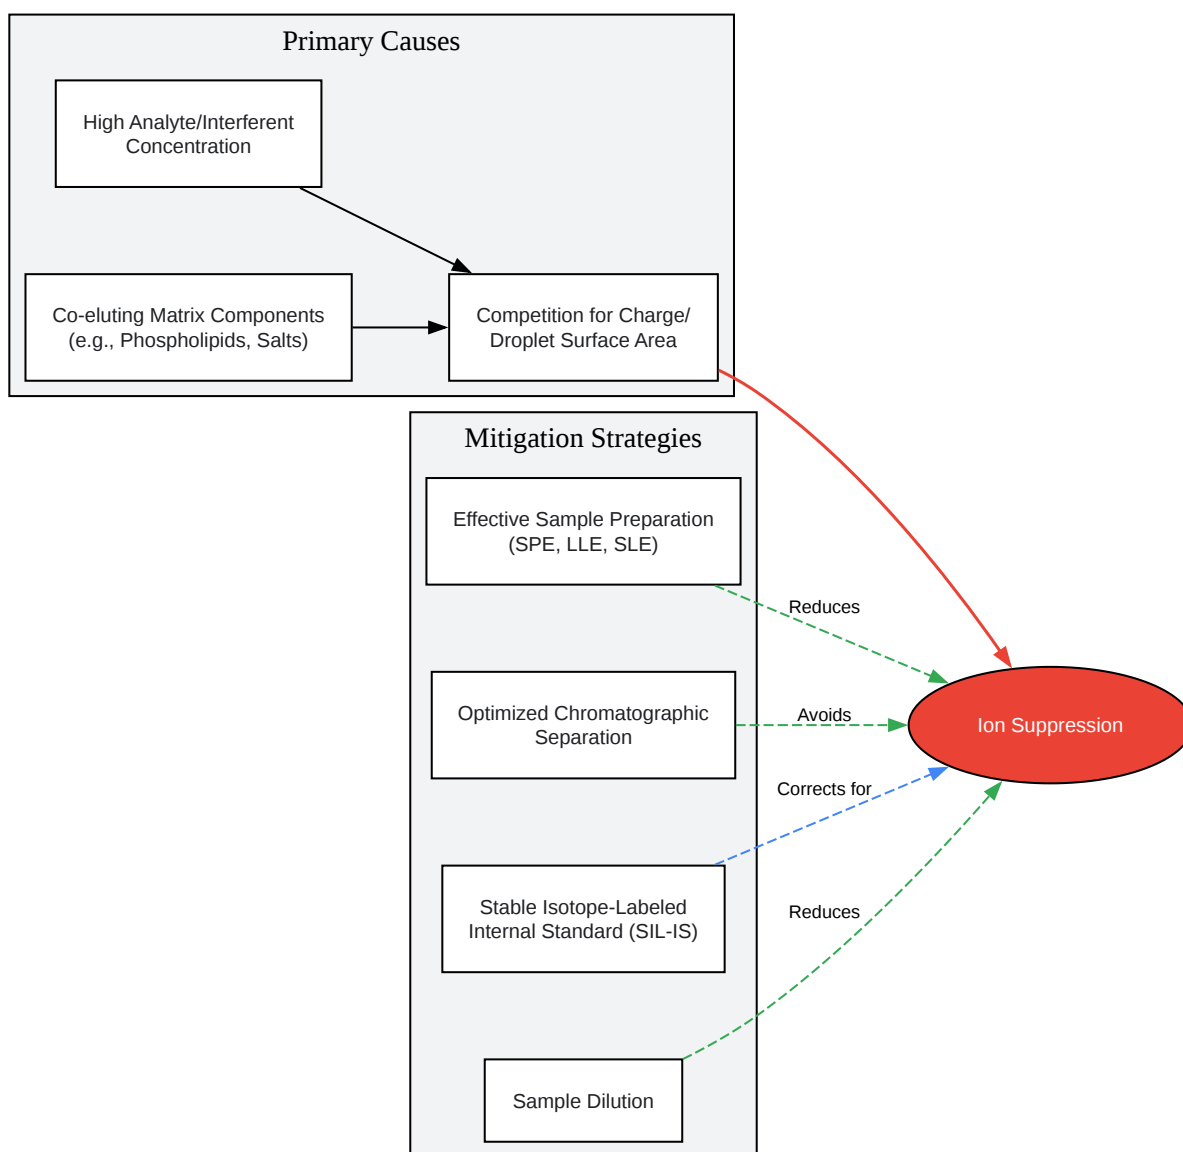 Primary Causes
High Analyte/Interferent
Concentration
Co-eluting Matrix Components
(e.g., Phospholipids, Salts)
Competition for Charge/
Droplet Surface Area
Mitigation Strategies
Effective Sample Preparation
(SPE, LLE, SLE)
Reduces
Optimized Chromatographic
Separation
Avoids
Ion Suppression
Corrects for
Stable Isotope-Labeled
Internal Standard (SIL-IS)
Reduces
Sample Dilution